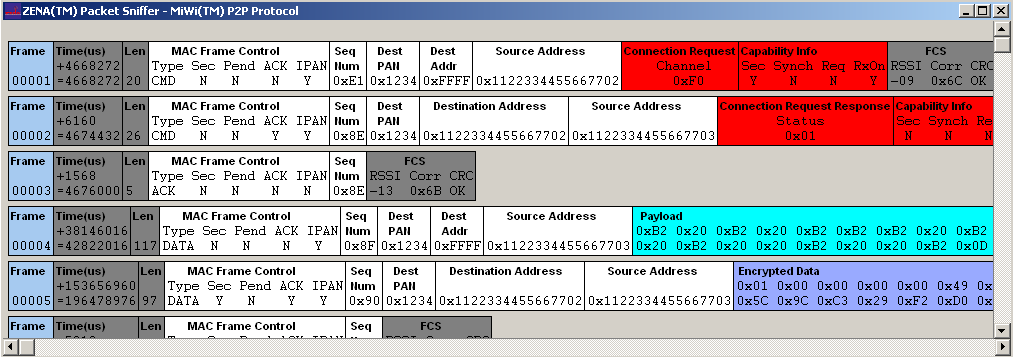 ZENA(TM) Packet Sniffer - MiWi(TM) P2P Protocol
Frame Time(us) Len MAC Frame Control Seq Dest Dest Source Address Connection Request Capability Info FCS
+4668272 Type Sec Pend ACK IPAN Num PAN Addr Channel Sec Synch Req RxOn RSSI Corr CRC
00001 =4668272 20 CMD N N N Y 0xE1 0x1234 0xFFFF 0x1122334455667702 0xF0 Y N N Y -09 0x6C OK
Frame Time(us) Len MAC Frame Control Seq Dest Destination Address Source Address Connection Request Response Capability Info
+6160 Type Sec Pend ACK IPAN Num PAN Status Sec Synch Re
00002 =4674432 26 CMD N N Y Y 0x8E 0x1234 0x1122334455667702 0x1122334455667703 0x01 N N N
Frame Time(us) Len MAC Frame Control Seq FCS
+1568 Type Sec Pend ACK IPAN Num RSSI Corr CRC
00003 =4676000 5 ACK N N N N 0x8E -13 0x6B OK
Frame Time(us) Len MAC Frame Control Seq Dest Dest Source Address Payload
+38146016 Type Sec Pend ACK IPAN Num PAN Addr 0xB2 0x20 0x20 0xB2 0xB2 0xB2 0x20 0xB2
00004 =42822016 117 DATA N N N Y 0x8F 0x1234 0xFFFF 0x1122334455667703 0x20 0xB2 0x20 0xB2 0x20 0x20 0xB2 0x0D
Frame Time(us) Len MAC Frame Control Seq Dest Destination Address Source Address Encrypted Data
+153656960 Type Sec Pend ACK IPAN Num PAN 0x01 0x00 0x00 0x00 0x00 0x49
00005 =196478976 97 DATA Y N Y Y 0x90 0x1234 0x1122334455667702 0x1122334455667703 0x5C 0x9C 0xC3 0x29 0xF2 0xD0
Frame Time(us) Len MAC Frame Control Seq FCS
Type Sec Pend ACK IPAN Num RSSI Corr CRC